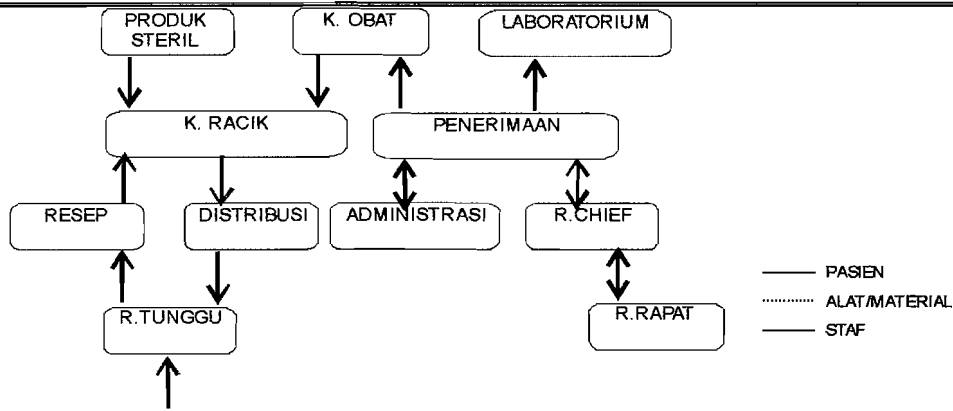 PRODUK
STERIL
K. OBAT
LABORATORIUM
K. RACIK
PENERIMAAN
RESEP
DISTRIBUSI
ADMINISTRASI
R.CHIEF
R.TUNGGU
R.RAPAT
PASIEN
ALAT/MATERIAL
STAF